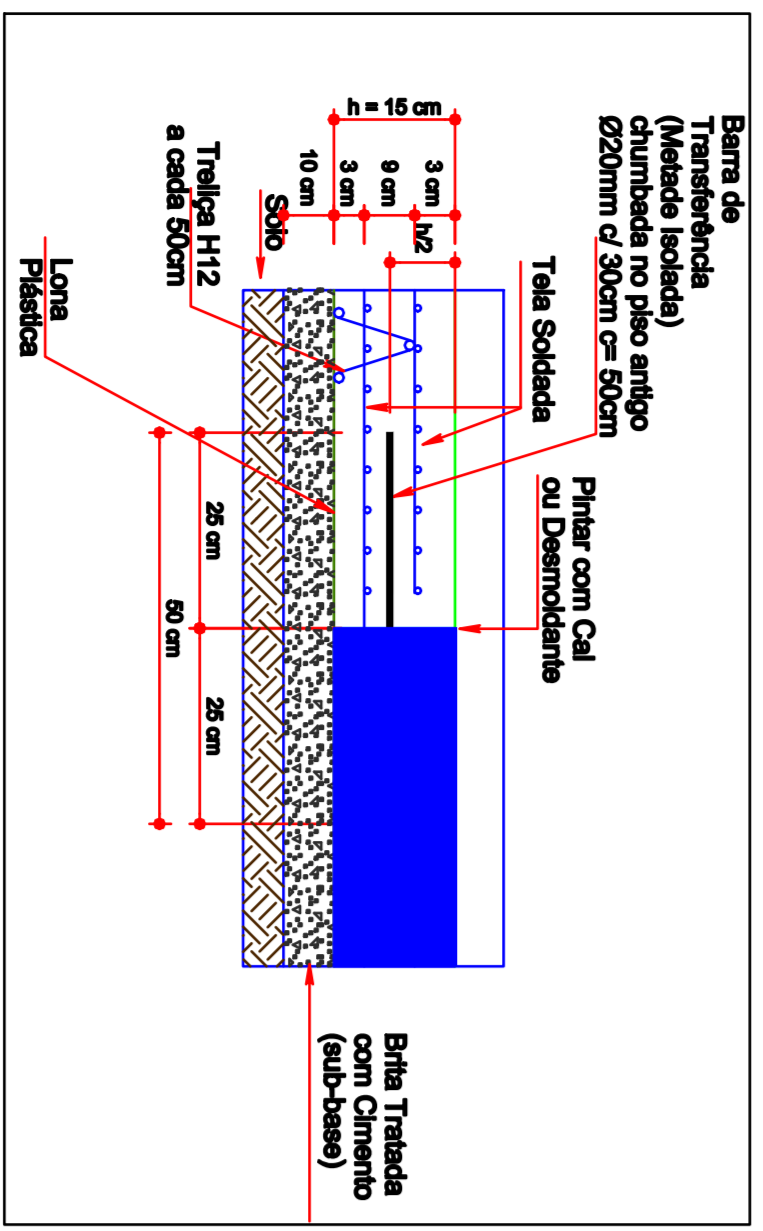 Barra de
Transferência
(Metade Isolada)
chumbada no piso antigo
Ø20mm c/ 30cm c= 50cm
Tela Soldada
Pintar com Cal
ou Desmoldante
h = 15 cm
3 cm
9 cm
3 cm
10 cm
h/2
Treliça H12
a cada 50cm
Solo
Lona
Plástica
25 cm
25 cm
50 cm
Brita Tratada
com Cimento
(sub-base)